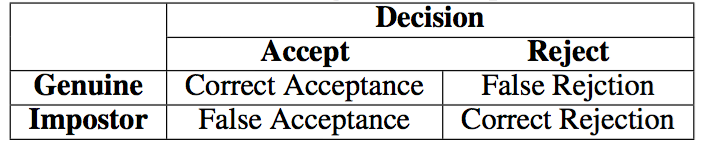 Decision
Accept Reject
Genuine Correct Acceptance False Rejction
Impostor False Acceptance Correct Rejection